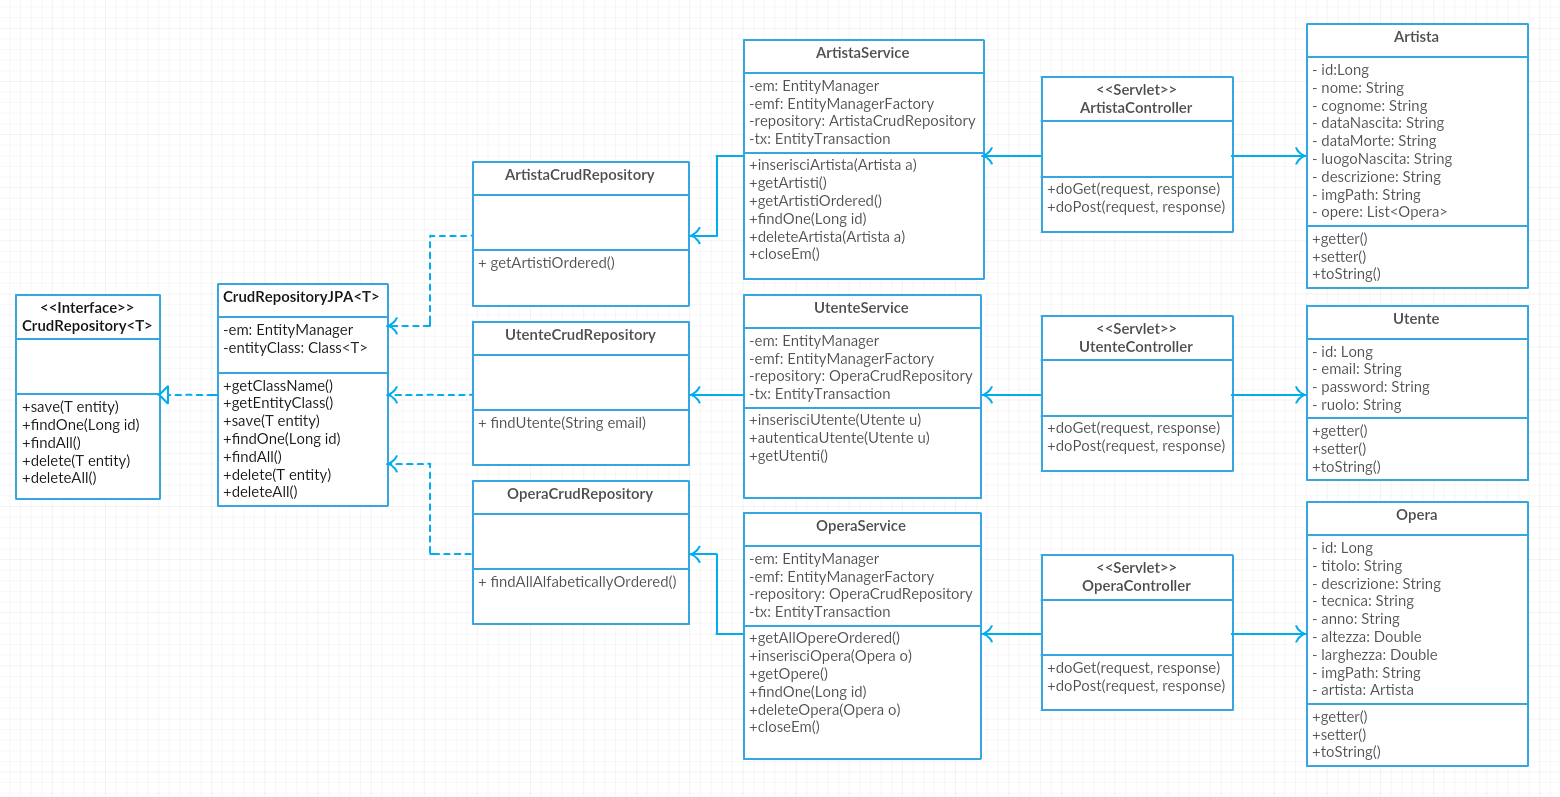 <<Interface>>
CrudRepository<T>
+save(T entity)
+findOne(Long id)
+findAll()
+delete(T entity)
+deleteAll()
CrudRepositoryJPA<T>
-em: EntityManager
-entityClass: Class<T>
+getClassName()
+getEntityClass()
+save(T entity)
+findOne(Long id)
+findAll()
+delete(T entity)
+deleteAll()
ArtistaCrudRepository
+ getArtistiOrdered()
UtenteCrudRepository
+ findUtente(String email)
OperaCrudRepository
+ findAllAlfabeticallyOrdered()
ArtistaService
-em: EntityManager
-emf: EntityManagerFactory
-repository: ArtistaCrudRepository
-tx: EntityTransaction
+inserisciArtista(Artista a)
+getArtisti()
+getArtistiOrdered()
+findOne(Long id)
+deleteArtista(Artista a)
+closeEm()
UtenteService
-em: EntityManager
-emf: EntityManagerFactory
-repository: OperaCrudRepository
-tx: EntityTransaction
+inserisciUtente(Utente u)
+autenticaUtente(Utente u)
+getUtenti()
OperaService
-em: EntityManager
-emf: EntityManagerFactory
-repository: OperaCrudRepository
-tx: EntityTransaction
+getAllOpereOrdered()
+inserisciOpera(Opera o)
+getOpere()
+findOne(Long id)
+deleteOpera(Opera o)
+closeEm()
<<Servlet>>
ArtistaController
+doGet(request, response)
+doPost(request, response)
<<Servlet>>
UtenteController
+doGet(request, response)
+doPost(request, response)
<<Servlet>>
OperaController
+doGet(request, response)
+doPost(request, response)
Artista
- id:Long
- nome: String
- cognome: String
- dataNascita: String
- dataMorte: String
- luogoNascita: String
- descrizione: String
- imgPath: String
- opere: List<Opera>
+getter()
+setter()
+toString()
Utente
- id: Long
- email: String
- password: String
- ruolo: String
+getter()
+setter()
+toString()
Opera
- id: Long
- titolo: String
- descrizione: String
- tecnica: String
- anno: String
- altezza: Double
- larghezza: Double
- imgPath: String
- artista: Artista
+getter()
+setter()
+toString()